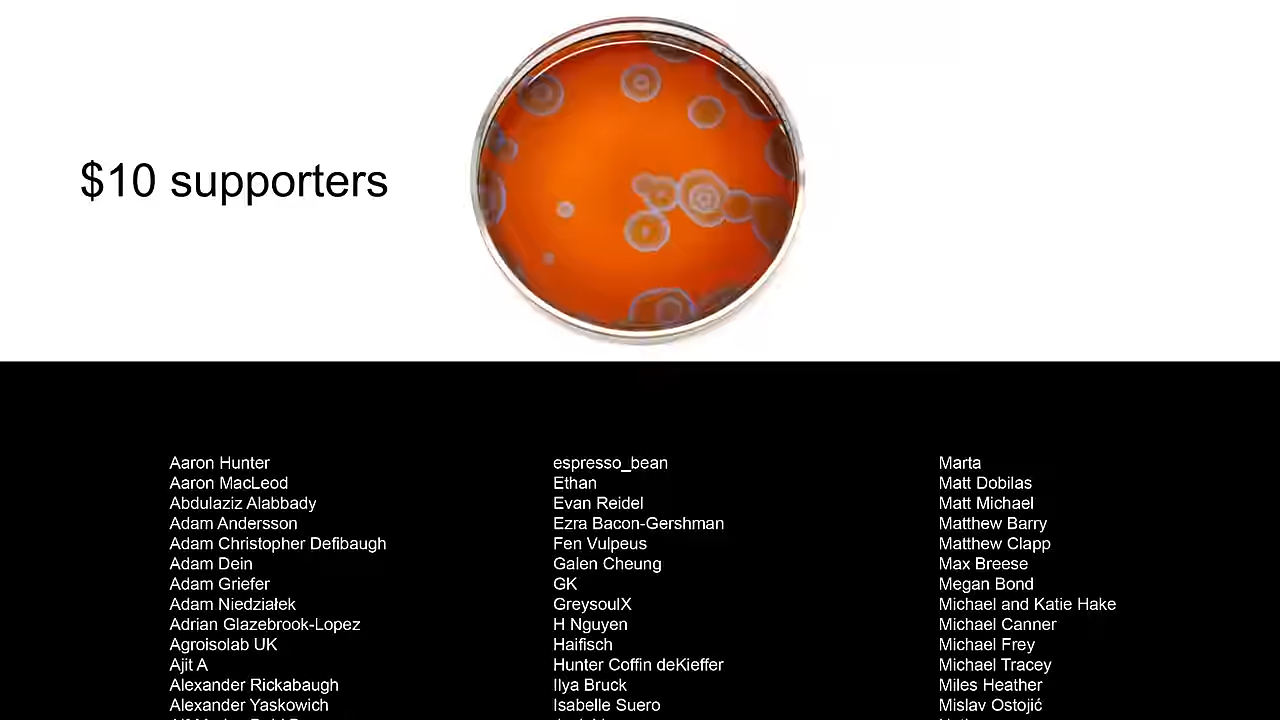 $10 supporters
Aaron Hunter
Aaron MacLeod
Abdulaziz Alabbady
Adam Andersson
Adam Christopher Defibaugh
Adam Dein
Adam Griefer
Adam Niedziałek
Adrian Glazebrook-Lopez
Agroisolab UK
Ajit A
Alexander Rickabaugh
Alexander Yaskowich
espresso_bean
Ethan
Evan Reidel
Ezra Bacon-Gershman
Fen Vulpeus
Galen Cheung
GK
GreysoulX
H Nguyen
Haifisch
Hunter Coffin deKieffer
Ilya Bruck
Isabelle Suero
Marta
Matt Dobilas
Matt Michael
Matthew Barry
Matthew Clapp
Max Breese
Megan Bond
Michael and Katie Hake
Michael Canner
Michael Frey
Michael Tracey
Miles Heather
Mislav Ostojić